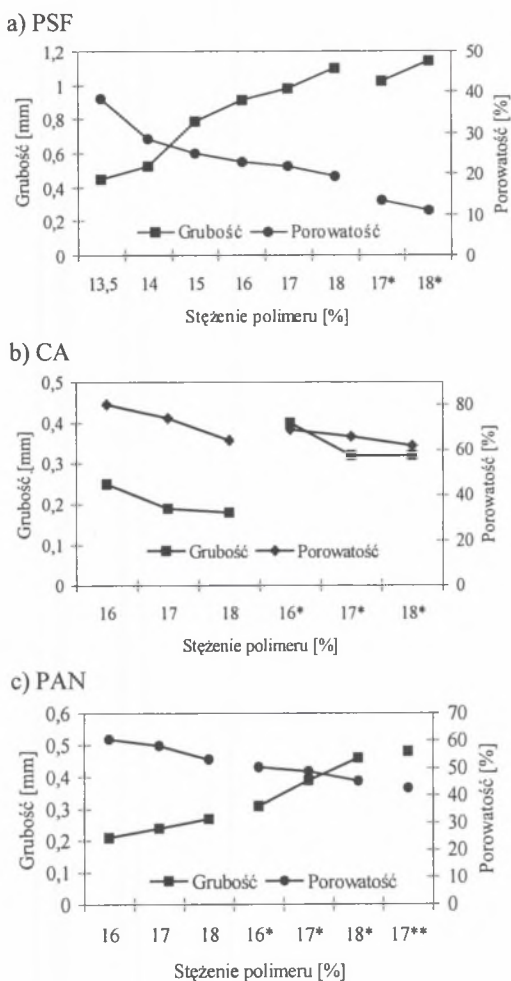 a) PSF
Grubość [mm]
1,2
1
0,8
0,6
0,4
0,2
0
Porowatość [%]
50
40
30
20
10
0
Grubość Porowatość
13,5 14 15 16 17 18 17* 18*
Stężenie polimeru [%]
b) CA
Grubość [mm]
0,5
0,4
0,3
0,2
0,1
0
Porowatość [%]
80
60
40
20
0
Grubość Porowatość
16 17 18 16* 17* 18*
Stężenie polimeru [%]
c) PAN
Grubość [mm]
0,6
0,5
0,4
0,3
0,2
0,1
0
Porowatość [%]
70
60
50
40
30
20
10
0
Grubość Porowatość
16 17 18 16* 17* 18* 17**
Stężenie polimeru [%]